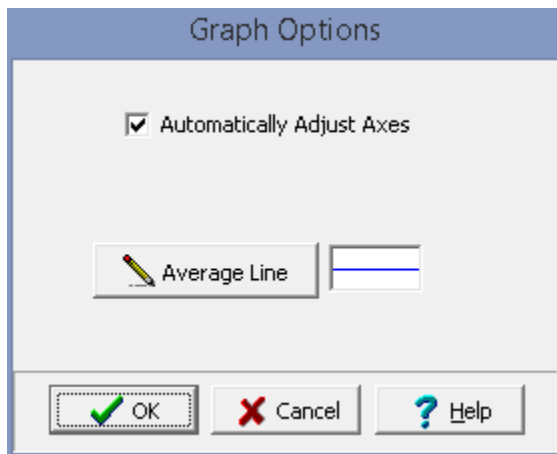 Graph Options
Automatically Adjust Axes
Average Line
OK Cancel Help